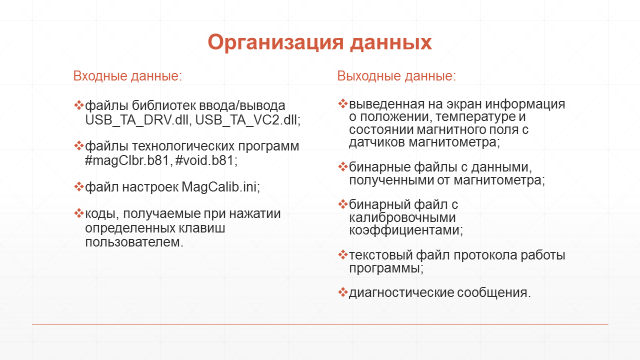 Организация данных
Входные данные:
❖файлы библиотек ввода/вывода
USB_TA_DRV.dll, USB_TA_VC2.dll;
❖файлы технологических программ
#magClbr.b81, #void.b81;
❖файл настроек MagCalib.ini;
❖коды, получаемые при нажатии
определенных клавиш
пользователем.
Выходные данные:
❖выведенная на экран информация
о положении, температуре и
состоянии магнитного поля с
датчиков магнитометра;
❖бинарные файлы с данными,
полученными от магнитометра;
❖бинарный файл с
калибровочными
коэффициентами;
❖текстовый файл протокола работы
программы;
❖диагностические сообщения.